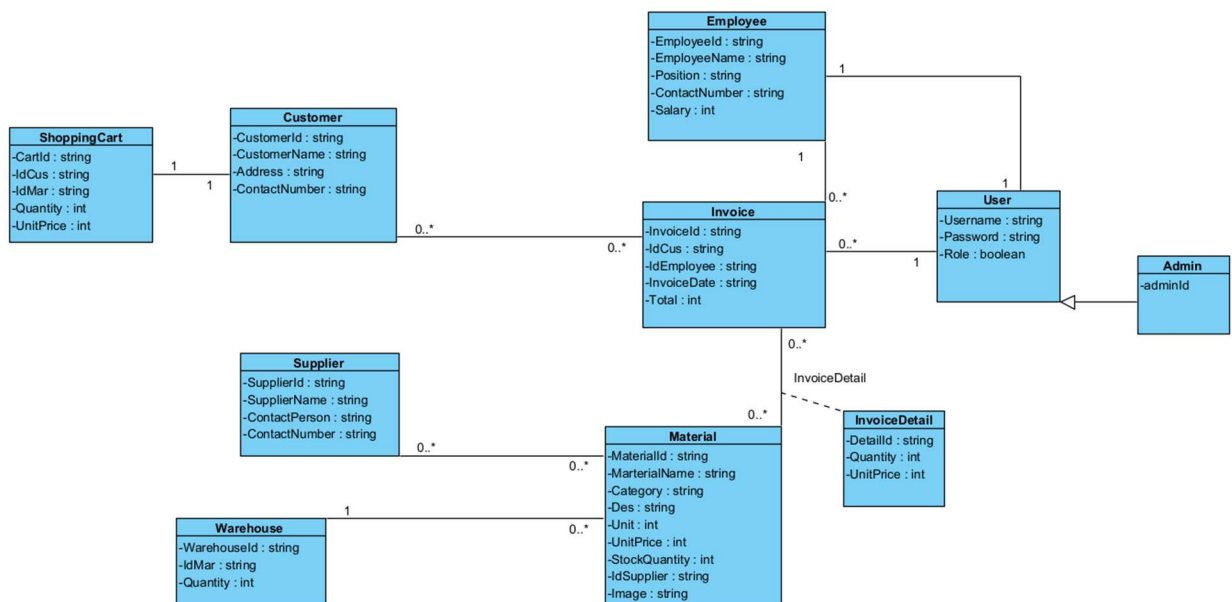 Employee
-EmployeeId : string
-EmployeeName : string
-Position : string
-ContactNumber : string
-Salary : int
1
1
0..*
Customer
-CustomerId : string
-CustomerName : string
-Address : string
-ContactNumber : string
ShoppingCart
-CartId : string
-IdCus : string
-IdMar : string
-Quantity : int
-UnitPrice : int
1
1
0..*
0..*
Invoice
-InvoiceId : string
-IdCus : string
-IdEmployee : string
-InvoiceDate : string
-Total : int
0..*
1
1
User
-Username : string
-Password : string
-Role : boolean
Admin
-adminId
0..*
InvoiceDetail
0..*
Supplier
-SupplierId : string
-SupplierName : string
-ContactPerson : string
-ContactNumber : string
0..*
0..*
InvoiceDetail
-DetailId : string
-Quantity : int
-UnitPrice : int
Material
-MaterialId : string
-MarterialName : string
-Category : string
-Des : string
-Unit : int
-UnitPrice : int
-StockQuantity : int
-IdSupplier : string
-Image : string
1
0..*
Warehouse
-WarehouseId : string
-IdMar : string
-Quantity : int